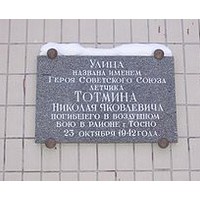 Улица
названа именем
Героя Советского Союза
летчика
Тотмина
Николая Яковлевича
погибшего в воздушном
бою в районе г. Тосно
23 октября 1942 года.